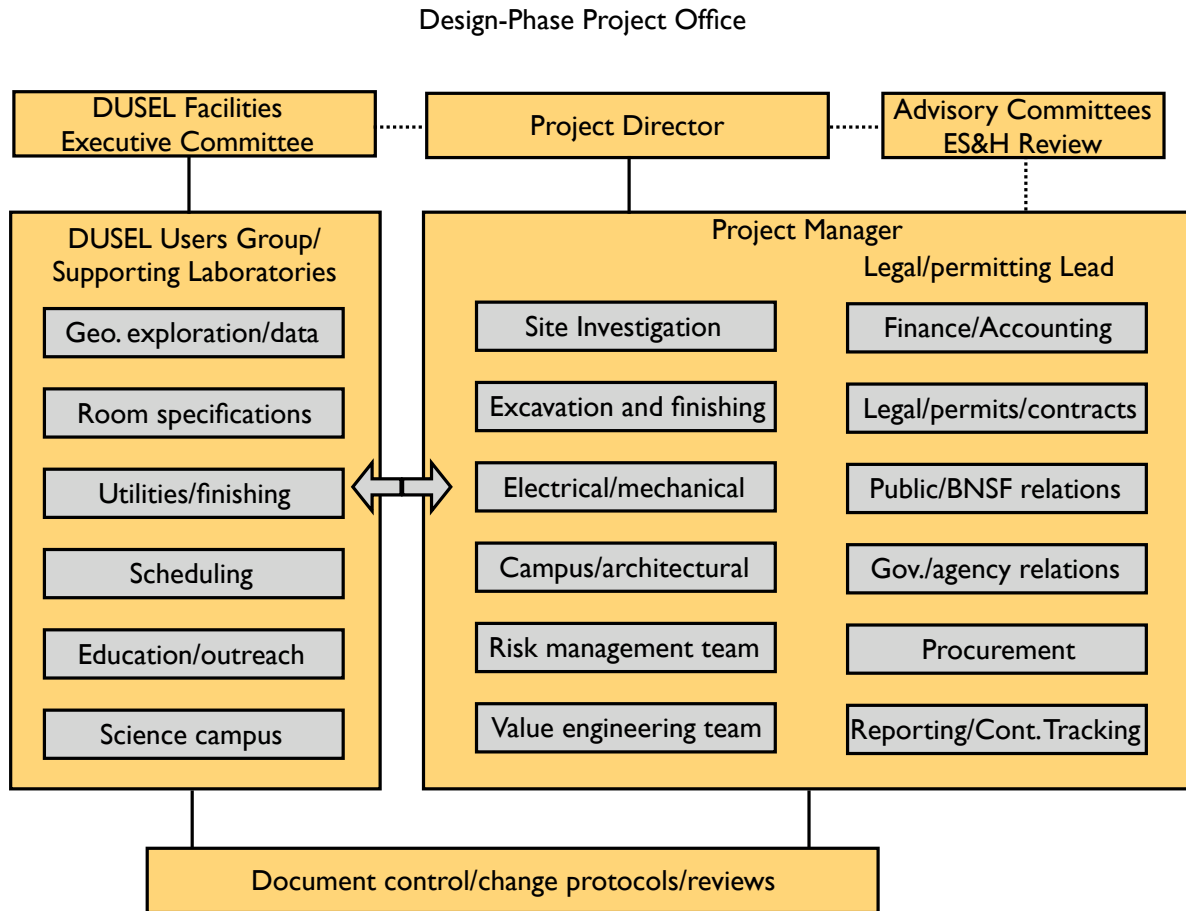 Design-Phase Project Office
DUSEL Facilities
Executive Committee
Project Director
Advisory Committees
ES&H Review
DUSEL Users Group/
Supporting Laboratories
Geo. exploration/data
Room specifications
Utilities/finishing
Scheduling
Education/outreach
Science campus
Project Manager
Legal/permitting Lead
Site Investigation
Excavation and finishing
Electrical/mechanical
Campus/architectural
Risk management team
Value engineering team
Finance/Accounting
Legal/permits/contracts
Public/BNSF relations
Gov./agency relations
Procurement
Reporting/Cont. Tracking
Document control/change protocols/reviews